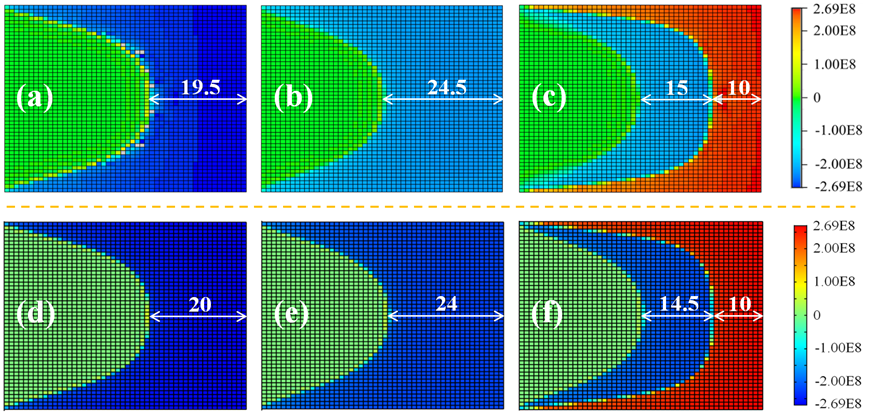 (a) 19.5
(b) 24.5
(c) 15 10
2.69E8
2.00E8
1.00E8
0
-1.00E8
-2.00E8
-2.69E8
(d) 20
(e) 24
(f) 14.5 10
2.69E8
2.00E8
1.00E8
0
-1.00E8
-2.00E8
-2.69E8